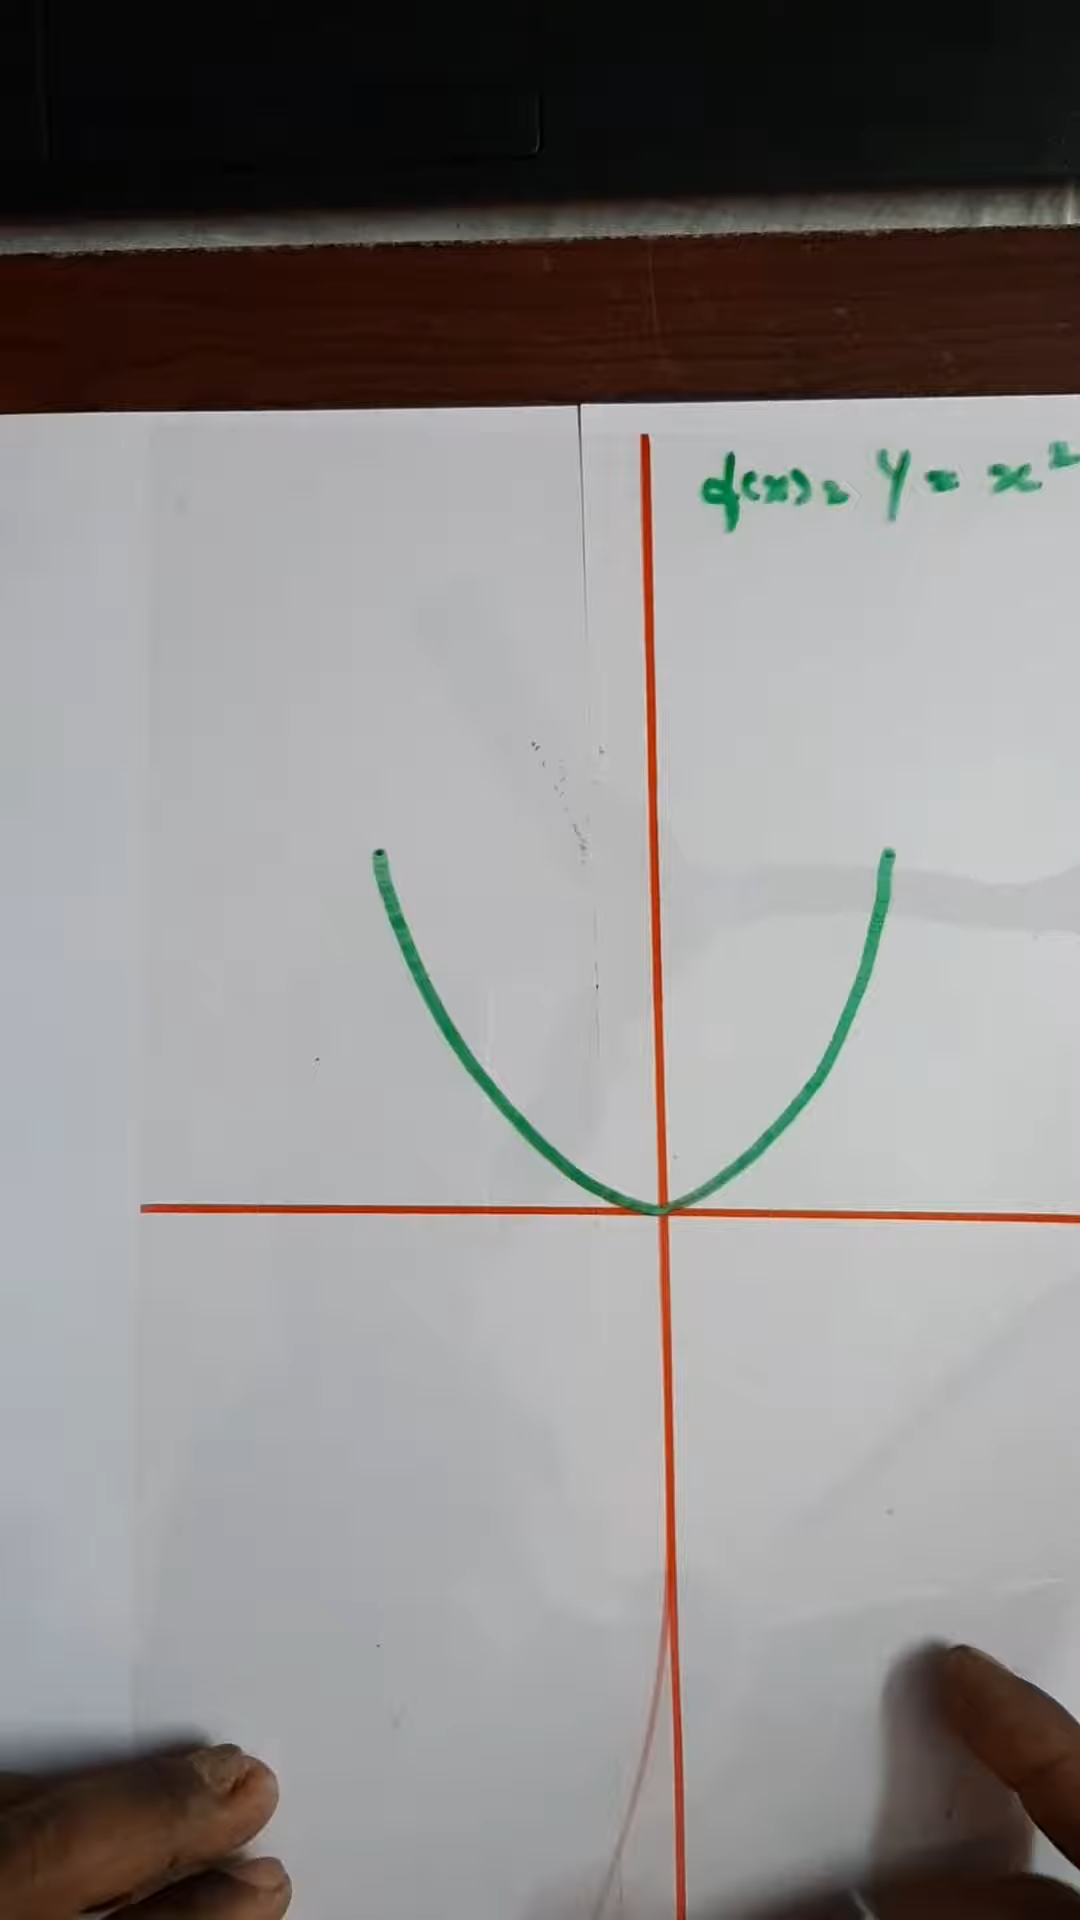 f(x) = y = x²